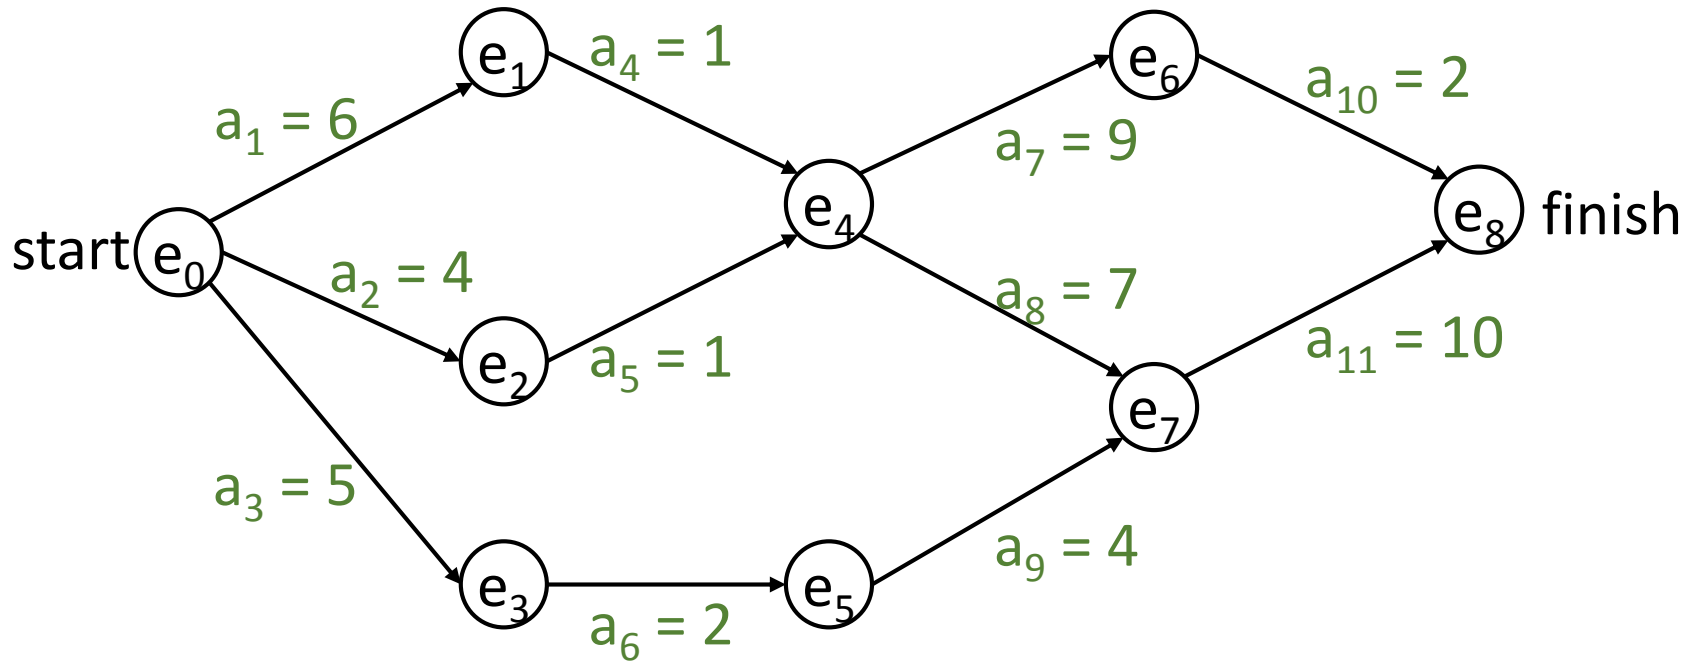 e₁
a₄ = 1
e₆
a₁₀ = 2
a₁ = 6
a₇ = 9
e₄
start
e₀
e₈
finish
a₂ = 4
a₈ = 7
e₂
a₅ = 1
a₁₁ = 10
e₇
a₃ = 5
a₉ = 4
e₃
e₅
a₆ = 2